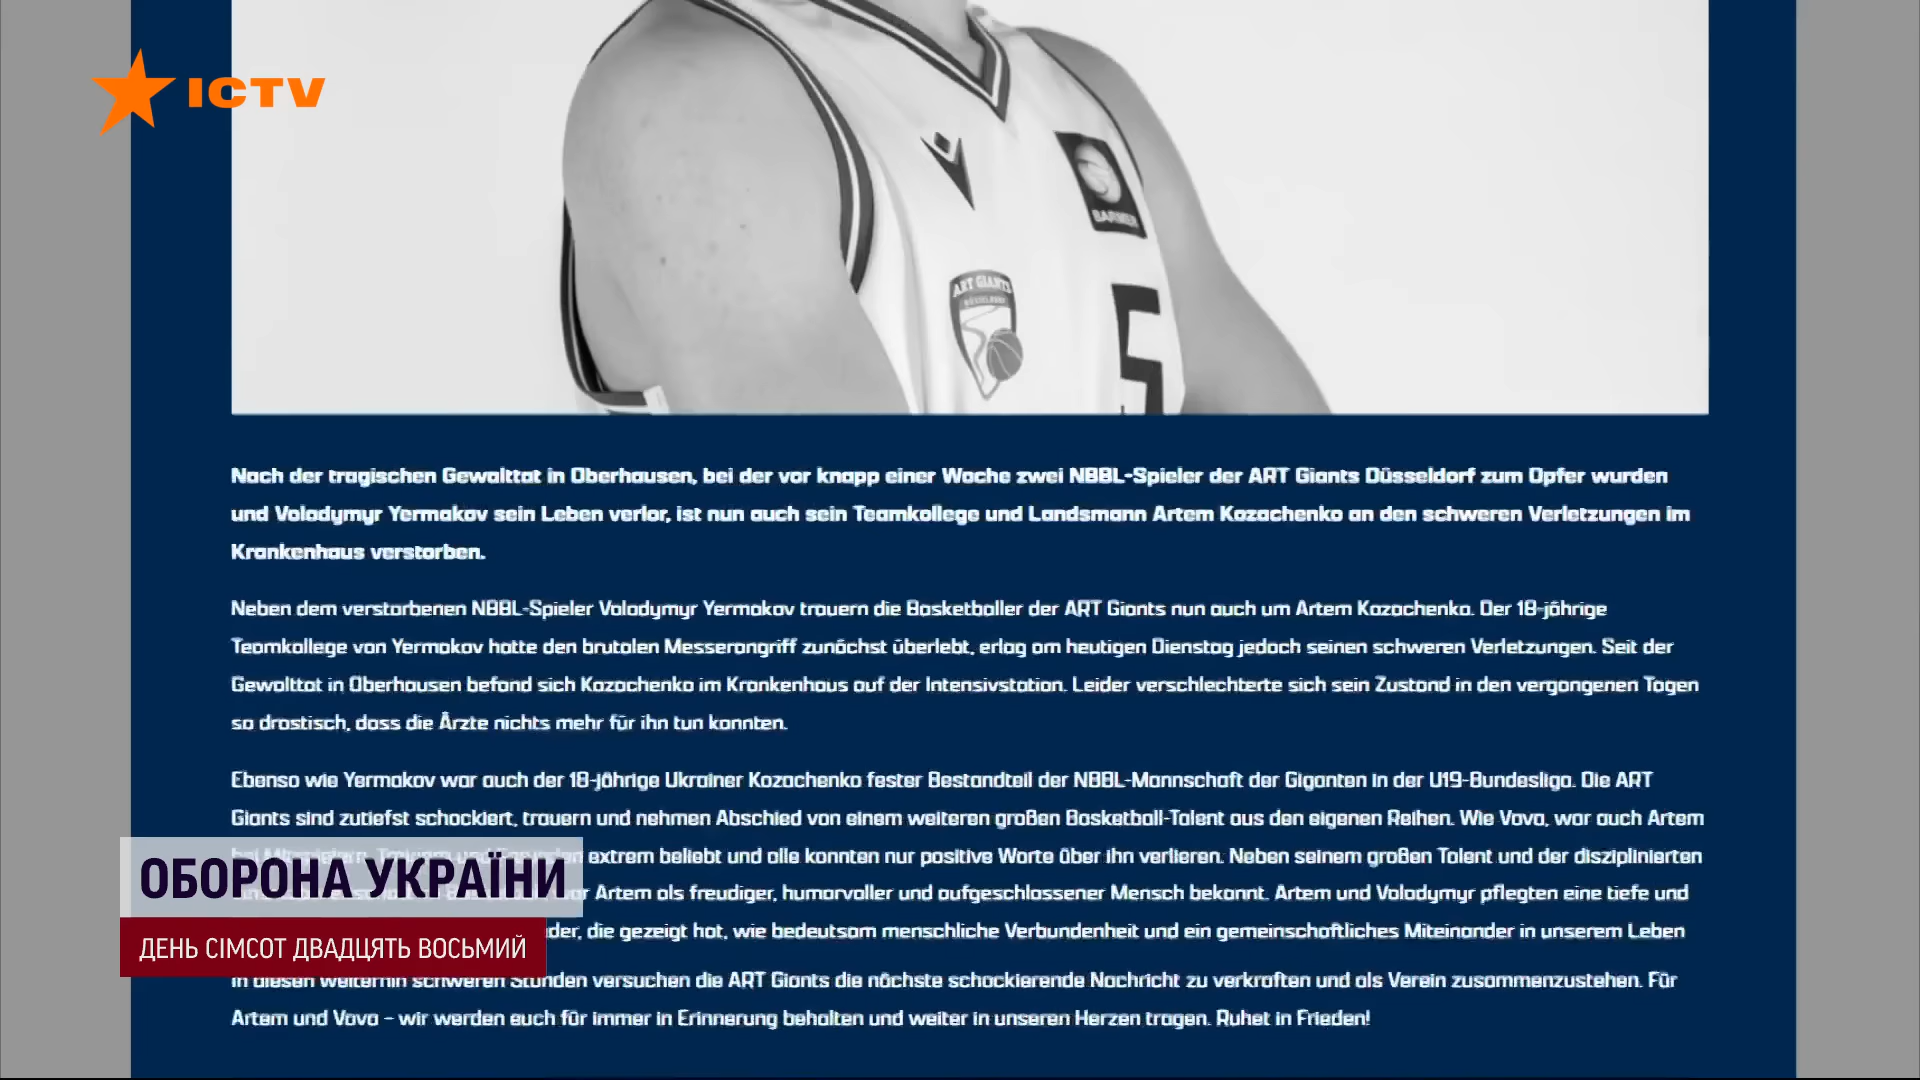 ICTV
BARMER
ART GIANTS
DÜSSELDORF
5
Nach der tragischen Gewalttat in Oberhausen, bei der vor knapp einer Woche zwei NBBL-Spieler der ART Giants Düsseldorf zum Opfer wurden
und Volodymyr Yermakov sein Leben verlor, ist nun auch sein Teamkollege und Landsmann Artem Kozachenko an den schweren Verletzungen im
Krankenhaus verstorben.
Neben dem verstorbenen NBBL-Spieler Volodymyr Yermakov trauern die Basketballer der ART Giants nun auch um Artem Kozachenko. Der 18-jährige
Teamkollege von Yermakov hatte den brutalen Messerangriff zunächst überlebt, erlag am heutigen Dienstag jedoch seinen schweren Verletzungen. Seit der
Gewalttat in Oberhausen befand sich Kozachenko im Krankenhaus auf der Intensivstation. Leider verschlechterte sich sein Zustand in den vergangenen Tagen
so drastisch, dass die Ärzte nichts mehr für ihn tun konnten.
Ebenso wie Yermakov war auch der 18-jährige Ukrainer Kozachenko fester Bestandteil der NBBL-Mannschaft der Giganten in der U19-Bundesliga. Die ART
Giants sind zutiefst schockiert, trauern und nehmen Abschied von einem weiteren großen Basketball-Talent aus den eigenen Reihen. Wie Vova, war auch Artem
bei Mitspielern, Trainern und Freunden extrem beliebt und alle konnten nur positive Worte über ihn verlieren. Neben seinem großen Talent und der disziplinierten
Artem als freudiger, humorvoller und aufgeschlossener Mensch bekannt. Artem und Volodymyr pflegten eine tiefe und
die gezeigt hat, wie bedeutsam menschliche Verbundenheit und ein gemeinschaftliches Miteinander in unserem Leben
In diesen weiterhin schweren Stunden versuchen die ART Giants die nächste schockierende Nachricht zu verkraften und als Verein zusammenzustehen. Für
Artem und Vova – wir werden euch für immer in Erinnerung behalten und weiter in unseren Herzen tragen. Ruhet in Frieden!
ОБОРОНА УКРАЇНИ
ДЕНЬ СІМСОТ ДВАДЦЯТЬ ВОСЬМИЙ